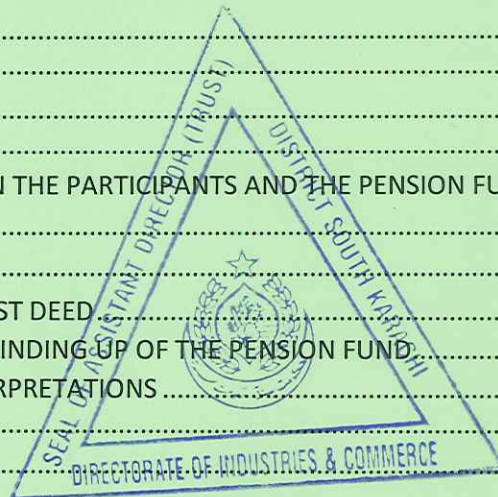 N THE PARTICIPANTS AND THE PENSION FU
ST DEED
INDING UP OF THE PENSION FUND
RPRETATIONS
SEAL OF ASSISTANT DIRECTOR (TRUST)
DISTRICT SOUTH KARACHI
DIRECTORATE OF INDUSTRIES & COMMERCE